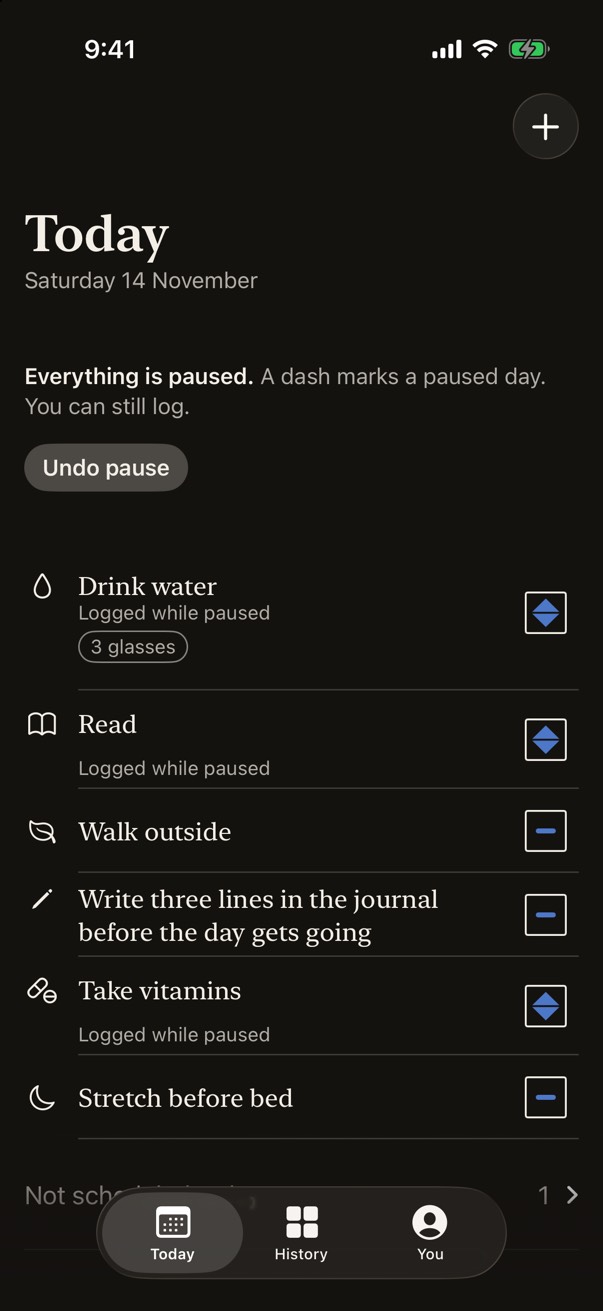 9:41
Today
Saturday 14 November
Everything is paused. A dash marks a paused day.
You can still log.
Undo pause
Drink water
Logged while paused
3 glasses
Read
Logged while paused
Walk outside
Write three lines in the journal
before the day gets going
Take vitamins
Logged while paused
Stretch before bed
Not 1
Today
History
You